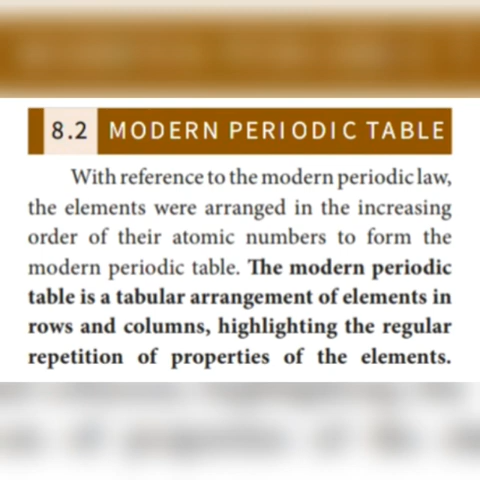 8.2 MODERN PERIODIC TABLE
With reference to the modern periodic law,
the elements were arranged in the increasing
order of their atomic numbers to form the
modern periodic table. The modern periodic
table is a tabular arrangement of elements in
rows and columns, highlighting the regular
repetition of properties of the elements.